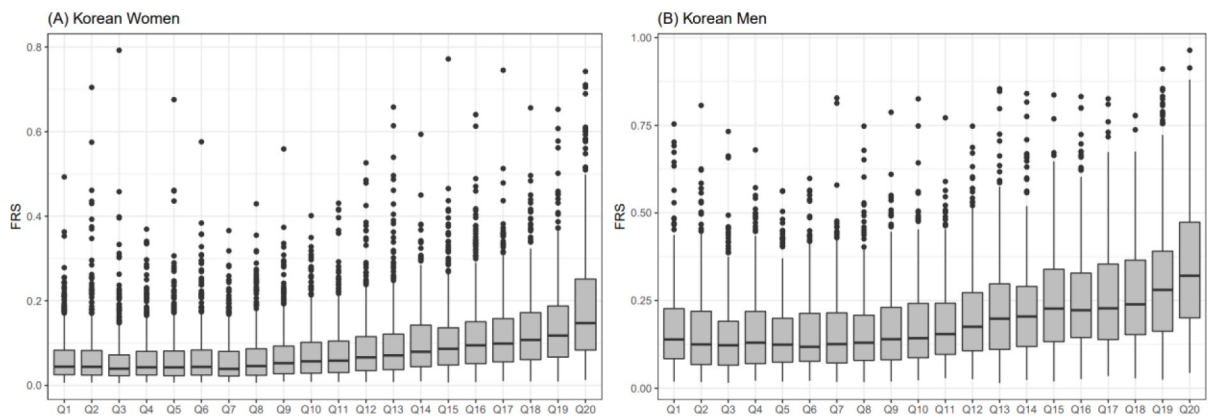 (A) Korean Women
(B) Korean Men
FRS
0.8
0.6
0.4
0.2
0.0
Q1 Q2 Q3 Q4 Q5 Q6 Q7 Q8 Q9 Q10 Q11 Q12 Q13 Q14 Q15 Q16 Q17 Q18 Q19 Q20
FRS
1.00
0.75
0.50
0.25
0.00
Q1 Q2 Q3 Q4 Q5 Q6 Q7 Q8 Q9 Q10 Q11 Q12 Q13 Q14 Q15 Q16 Q17 Q18 Q19 Q20